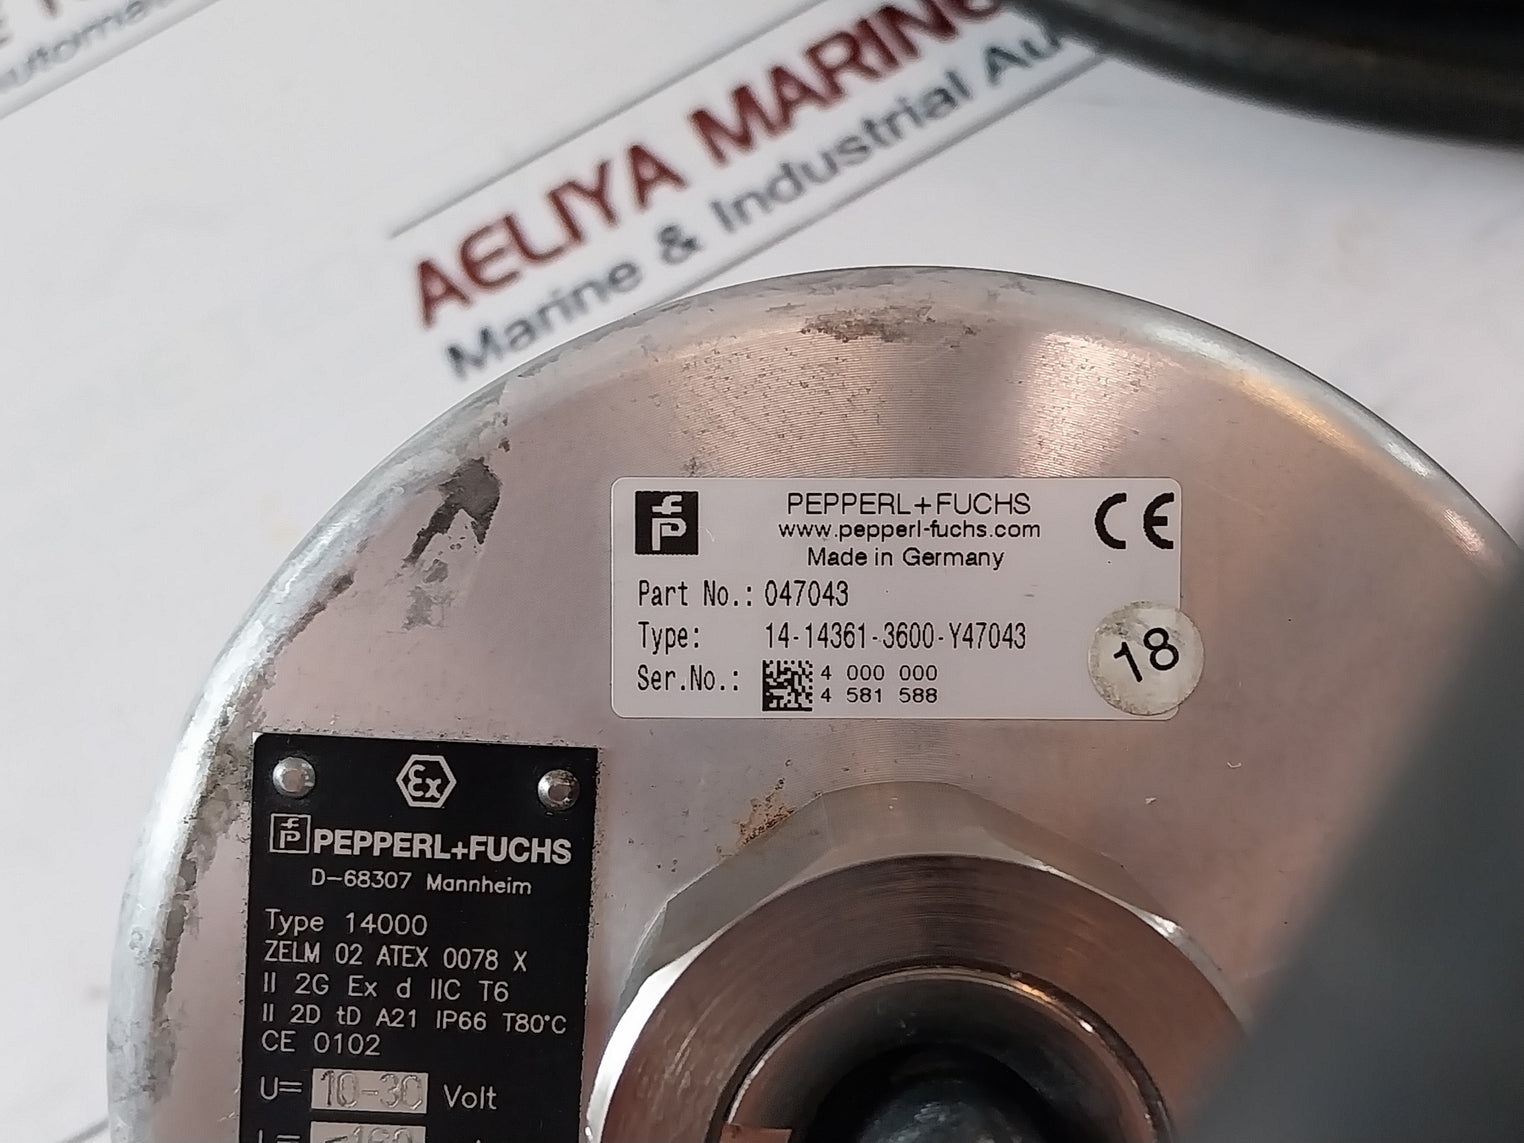 Automat
AELIYA MARINE
Marine & Industrial Au
PEPPERL+FUCHS
www.pepperl-fuchs.com
Made in Germany
CE
Part No.: 047043
Type: 14-14361-3600-Y47043
Ser.No.: 4 000 000
4 581 588
18
Ex
PEPPERL+FUCHS
D-68307 Mannheim
Type 14000
ZELM 02 ATEX 0078 X
II 2G Ex d IIC T6
II 2D tD A21 IP66 T80°C
CE 0102
U= 10-30 Volt